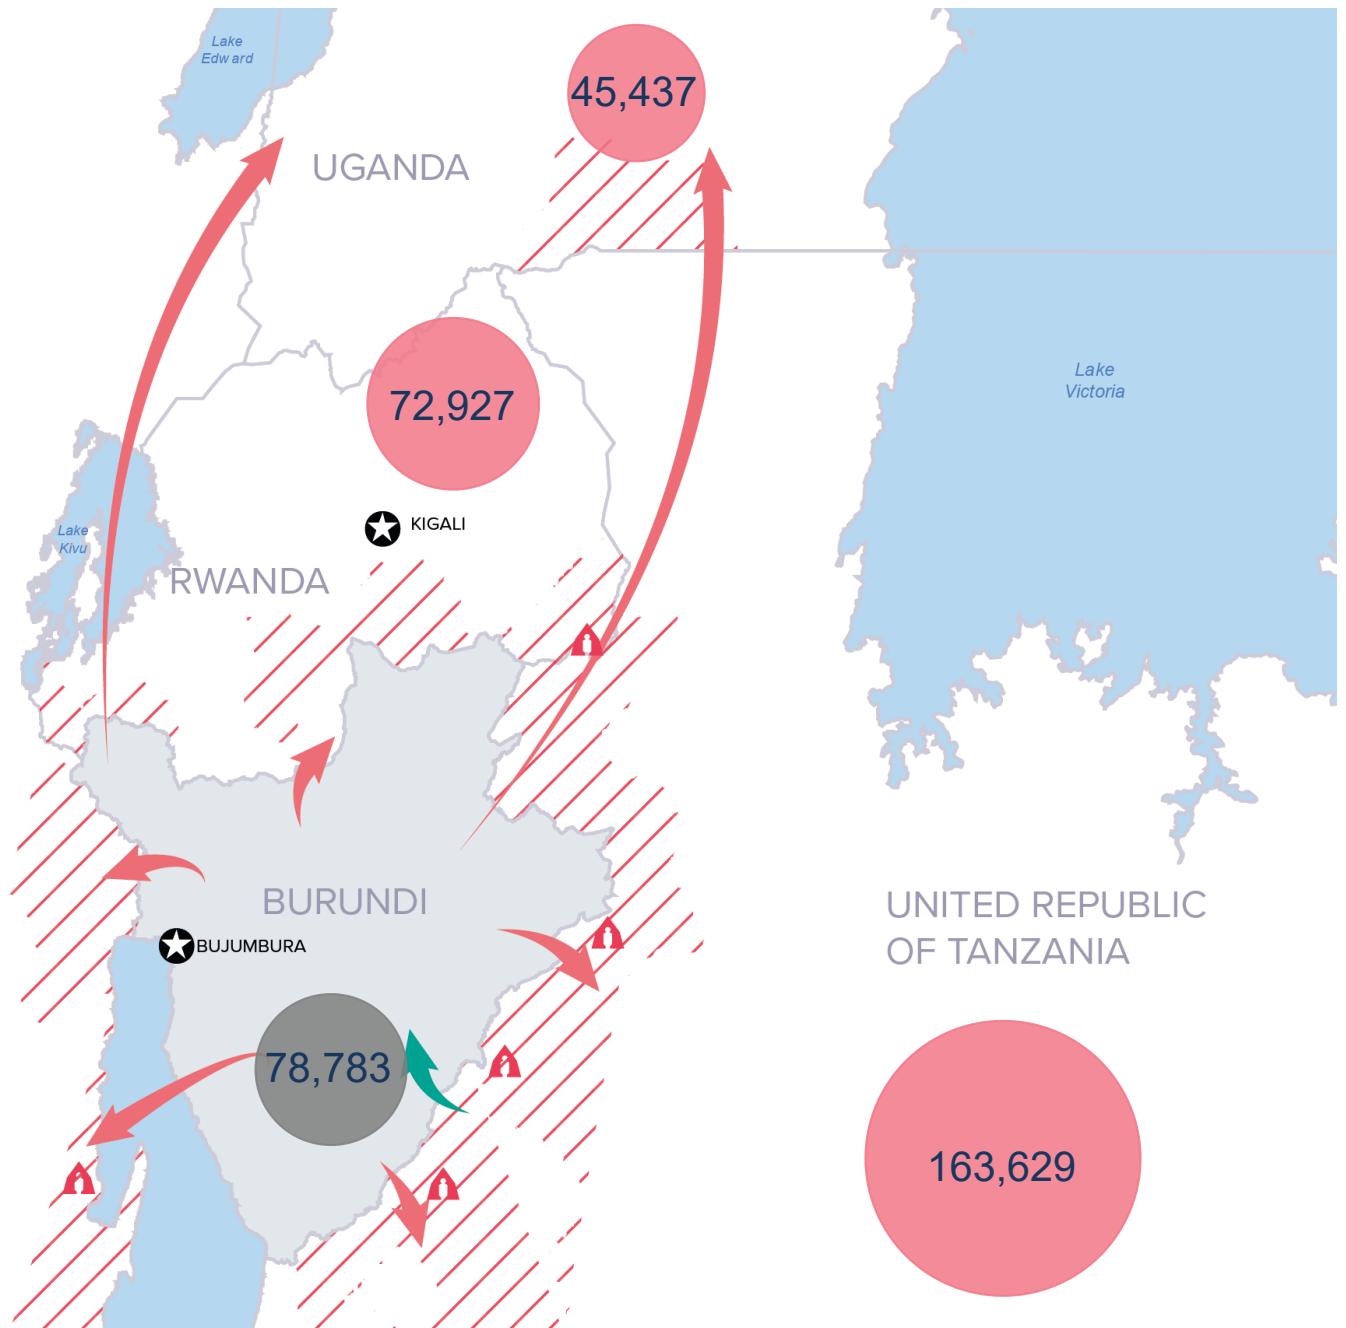 Lake
Edward
45,437
UGANDA
72,927
Lake
Victoria
KIGALI
Lake
Kivu
RWANDA
BURUNDI
UNITED REPUBLIC
OF TANZANIA
BUJUMBURA
78,783
163,629